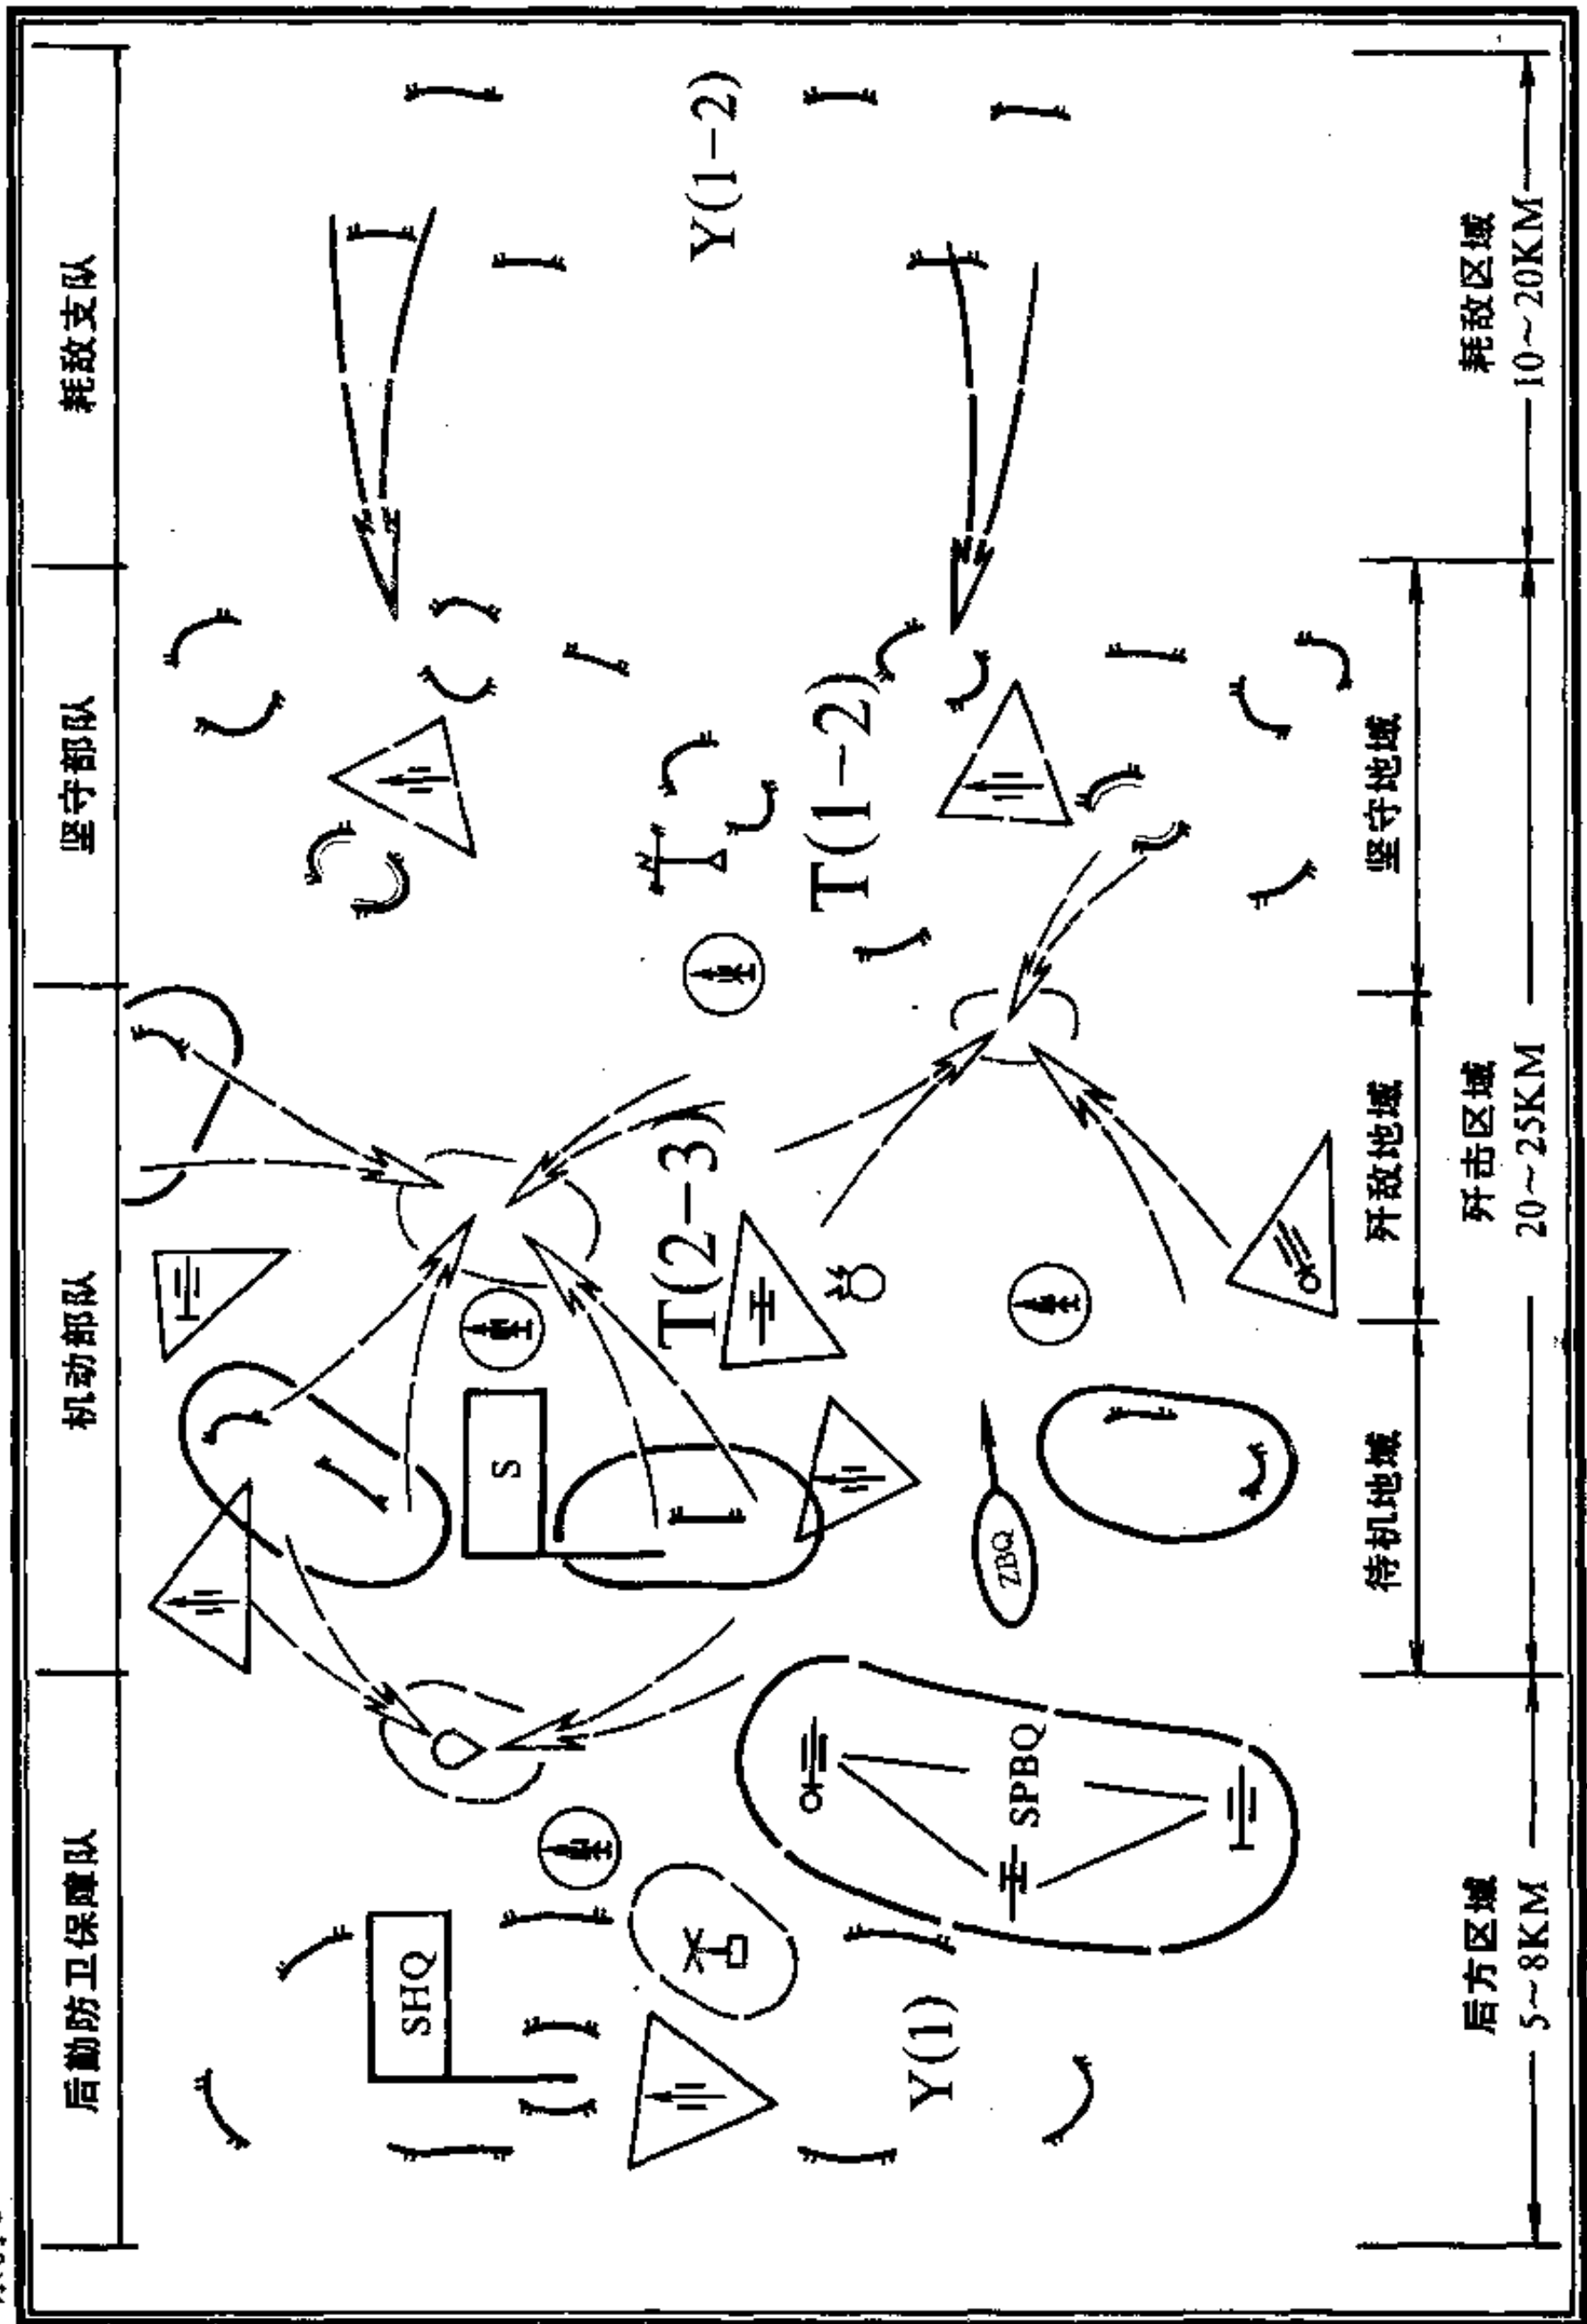 后勤防卫保障队
机动部队
坚守部队
耗敌支队
SHQ
S
Y(1)
SPBQ
ZBQ
T(2-3)
T(1-2)
Y(1-2)
待机地域
歼敌地域
坚守地域
后方区域
5~8KM
歼击区域
20~25KM
耗敌区域
10~20KM